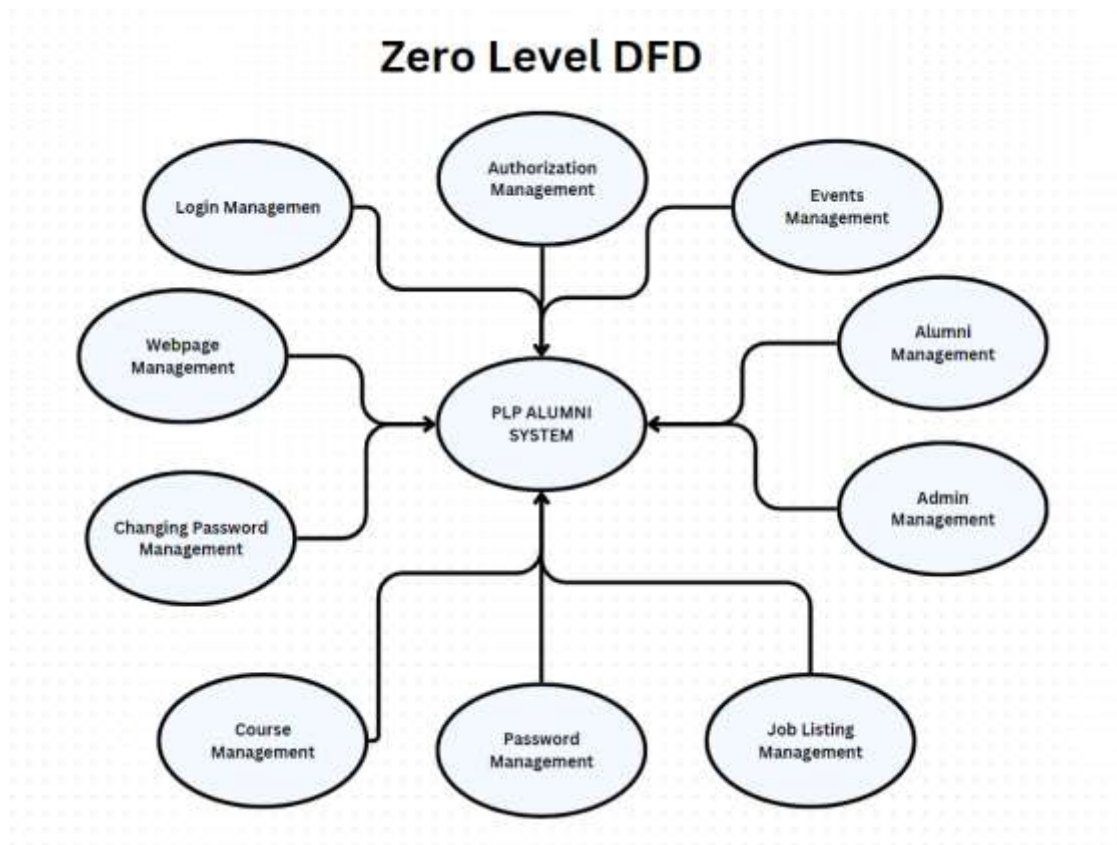 Zero Level DFD
Authorization
Management
Login Managemen
Events
Management
Webpage
Management
Alumni
Management
PLP ALUMNI
SYSTEM
Changing Password
Management
Admin
Management
Course
Management
Password
Management
Job Listing
Management